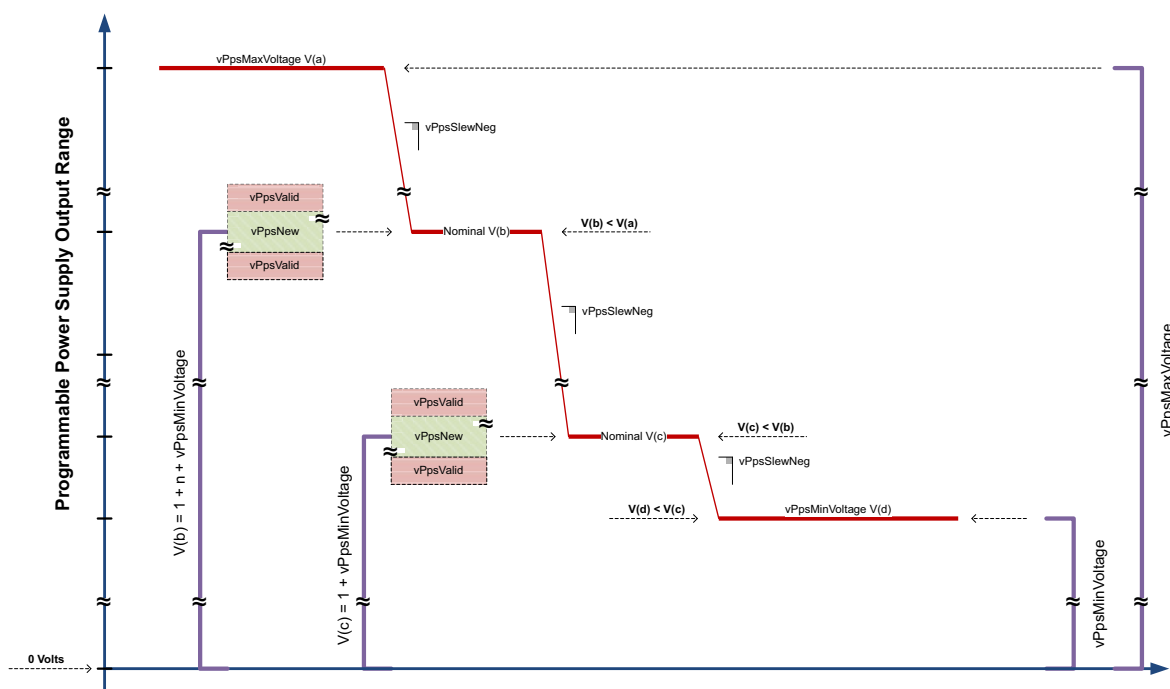 Programmable Power Supply Output Range
vPpsMaxVoltage V(a)
vPpsSlewNeg
vPpsValid
vPpsNew
vPpsValid
Nominal V(b)
V(b) < V(a)
vPpsSlewNeg
V(b) = 1 + n + vPpsMinVoltage
vPpsMaxVoltage
vPpsValid
vPpsNew
vPpsValid
Nominal V(c)
V(c) < V(b)
vPpsSlewNeg
V(c) = 1 + vPpsMinVoltage
V(d) < V(c)
vPpsMinVoltage V(d)
vPpsMinVoltage
0 Volts